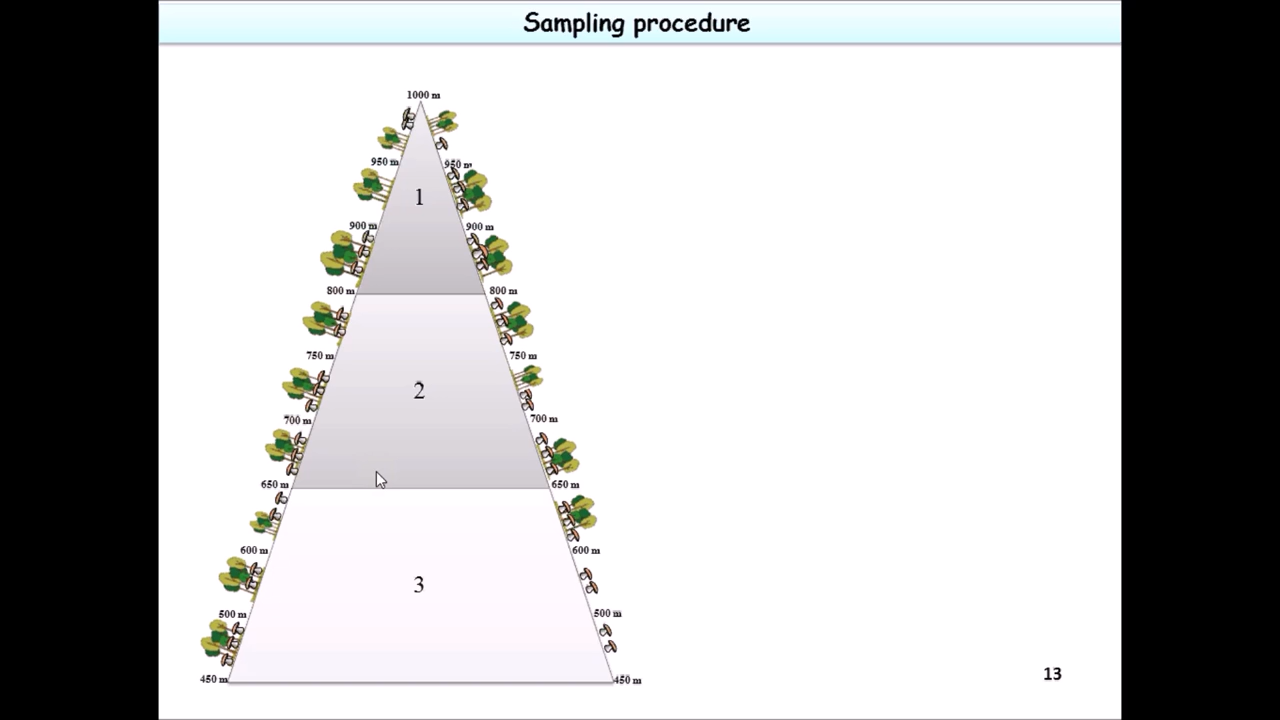 Sampling procedure
1000 m
950 m
950 m
1
900 m
900 m
800 m
800 m
750 m
750 m
2
700 m
700 m
650 m
650 m
600 m
600 m
3
500 m
500 m
450 m
450 m
13